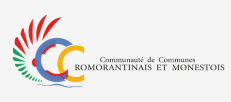 Communauté de Communes
ROMORANTINAIS ET MONESTOIS